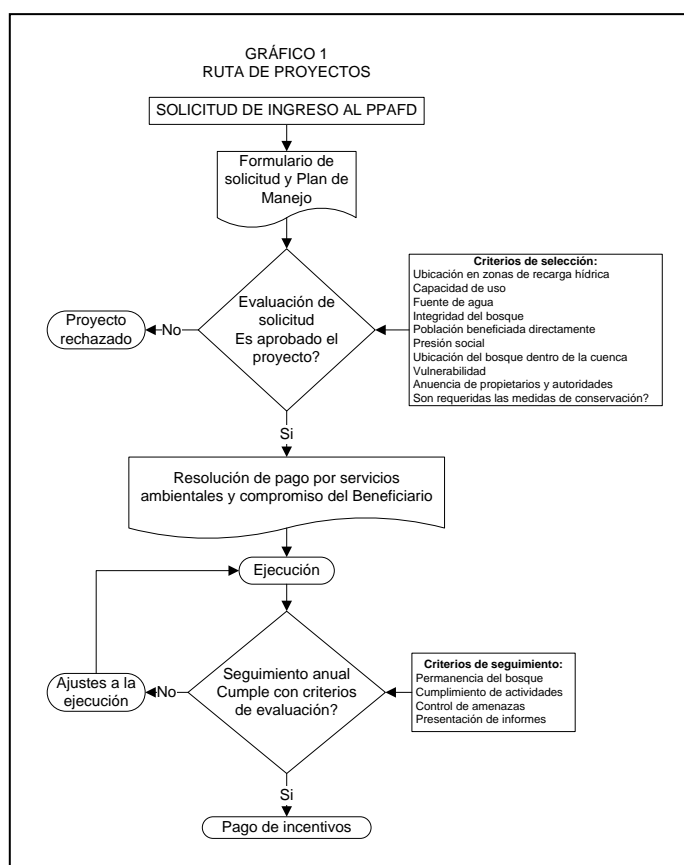 GRÁFICO 1
RUTA DE PROYECTOS
SOLICITUD DE INGRESO AL PPAFD
Formulario de
solicitud y Plan de
Manejo
Criterios de selección:
Ubicación en zonas de recarga hídrica
Capacidad de uso
Fuente de agua
Integridad del bosque
Población beneficiada directamente
Presión social
Ubicación del bosque dentro de la cuenca
Vulnerabilidad
Anuencia de propietarios y autoridades
Son requeridas las medidas de conservación?
Evaluación de
solicitud
Es aprobado el
proyecto?
No
Proyecto
rechazado
Si
Resolución de pago por servicios
ambientales y compromiso del Beneficiario
Ejecución
Seguimiento anual
Cumple con criterios
de evaluación?
Criterios de seguimiento:
Permanencia del bosque
Cumplimiento de actividades
Control de amenazas
Presentación de informes
No
Ajustes a la
ejecución
Si
Pago de incentivos